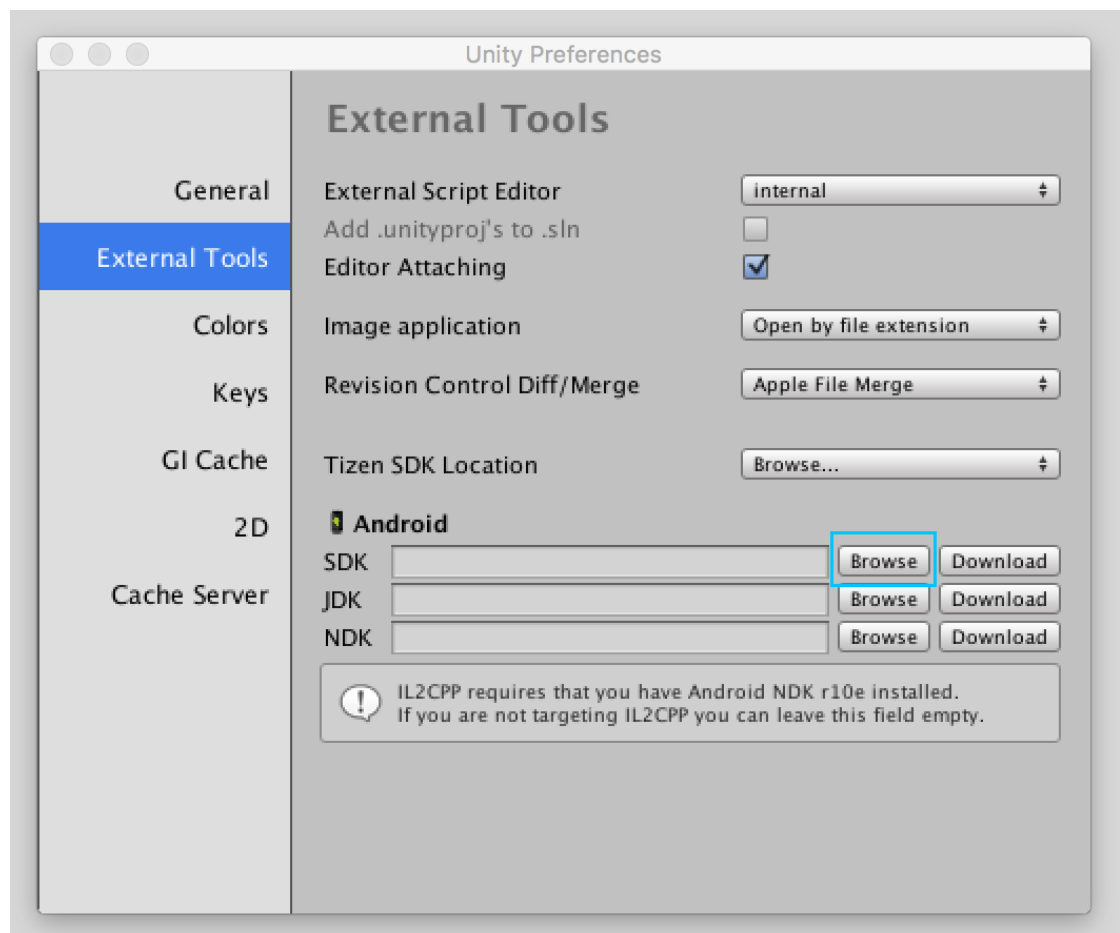 Unity Preferences
External Tools
General
External Tools
Colors
Keys
GI Cache
2D
Cache Server
External Script Editor internal
Add .unityproj's to .sln
Editor Attaching
Image application Open by file extension
Revision Control Diff/Merge Apple File Merge
Tizen SDK Location Browse...
Android
SDK Browse Download
JDK Browse Download
NDK Browse Download
IL2CPP requires that you have Android NDK r10e installed.
If you are not targeting IL2CPP you can leave this field empty.